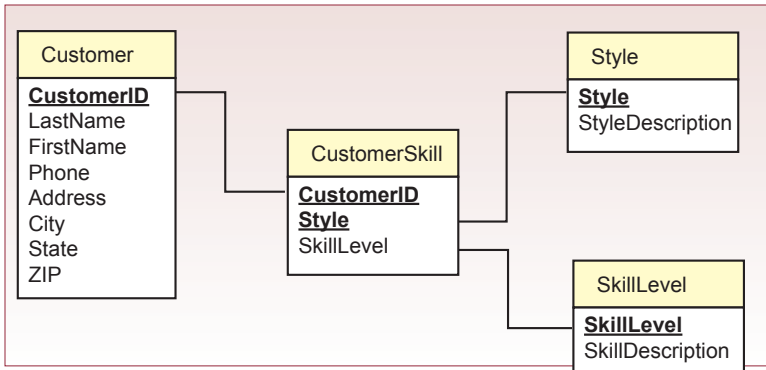 Customer
CustomerID
LastName
FirstName
Phone
Address
City
State
ZIP
CustomerSkill
CustomerID
Style
SkillLevel
Style
Style
StyleDescription
SkillLevel
SkillLevel
SkillDescription